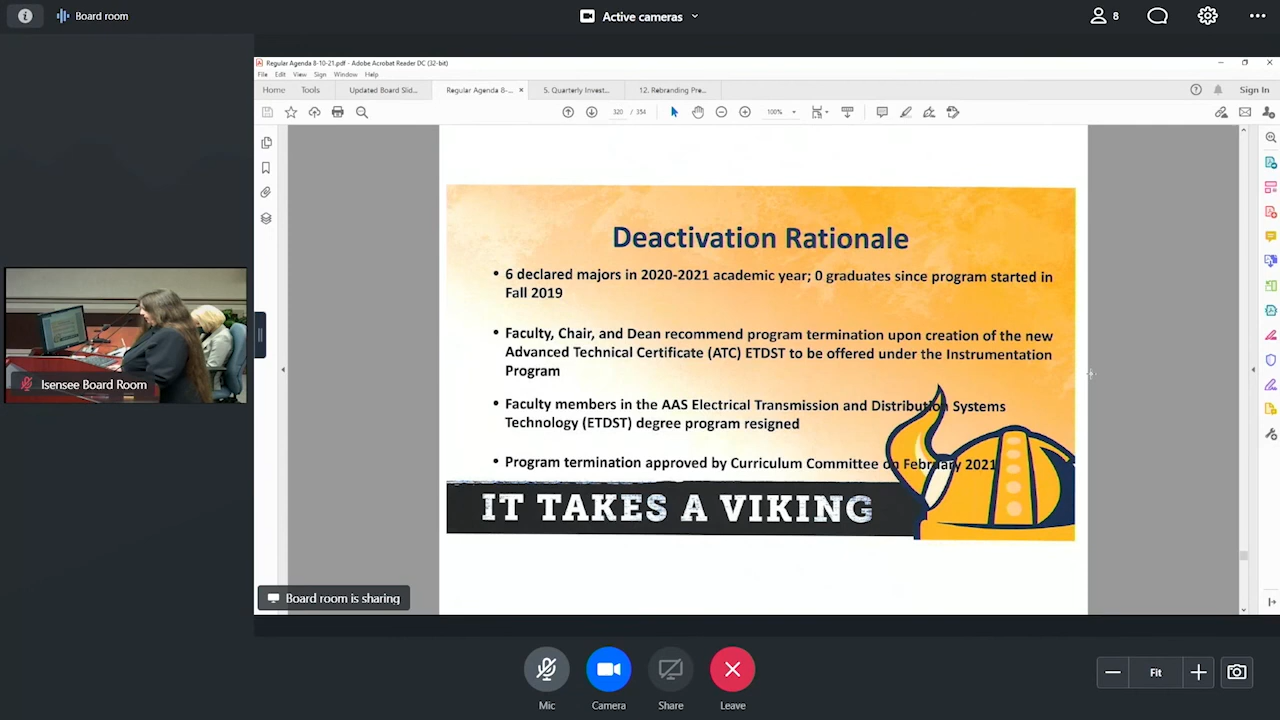 Board room
Active cameras
8
Regular Agenda 8-10-21.pdf - Adobe Acrobat Reader DC (32-bit)
File Edit View Sign Window Help
Home Tools Updated Board Slid... Regular Agenda 8-... × 5. Quarterly Invest... 12. Rebranding Pre... Sign In
320 / 354 100%
Deactivation Rationale
• 6 declared majors in 2020-2021 academic year; 0 graduates since program started in
Fall 2019
• Faculty, Chair, and Dean recommend program termination upon creation of the new
Advanced Technical Certificate (ATC) ETDST to be offered under the Instrumentation
Program
• Faculty members in the AAS Electrical Transmission and Distribution Systems
Technology (ETDST) degree program resigned
• Program termination approved by Curriculum Committee on February 2021
IT TAKES A VIKING
Isensee Board Room
Board room is sharing
Mic Camera Share Leave
Fit